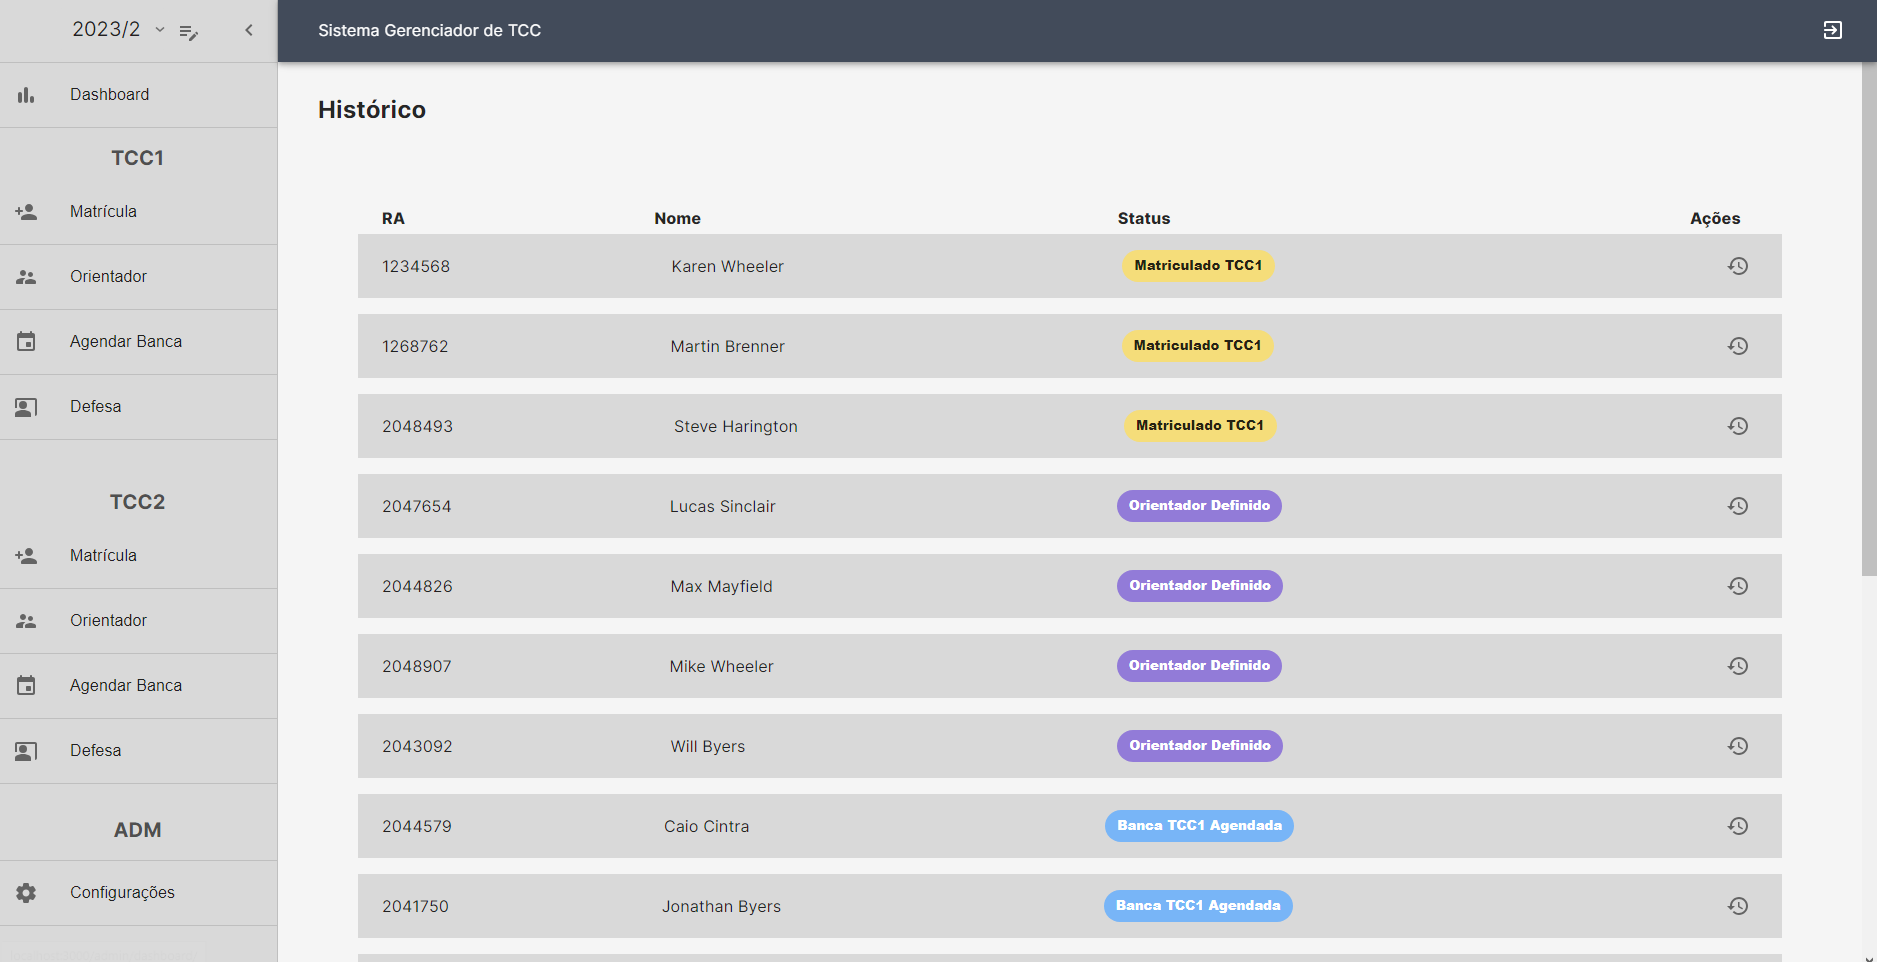 2023/2
Sistema Gerenciador de TCC
Dashboard
TCC1
Matrícula
Orientador
Agendar Banca
Defesa
TCC2
Matrícula
Orientador
Agendar Banca
Defesa
ADM
Configurações
Histórico
RA Nome Status Ações
1234568 Karen Wheeler Matriculado TCC1
1268762 Martin Brenner Matriculado TCC1
2048493 Steve Harington Matriculado TCC1
2047654 Lucas Sinclair Orientador Definido
2044826 Max Mayfield Orientador Definido
2048907 Mike Wheeler Orientador Definido
2043092 Will Byers Orientador Definido
2044579 Caio Cintra Banca TCC1 Agendada
2041750 Jonathan Byers Banca TCC1 Agendada